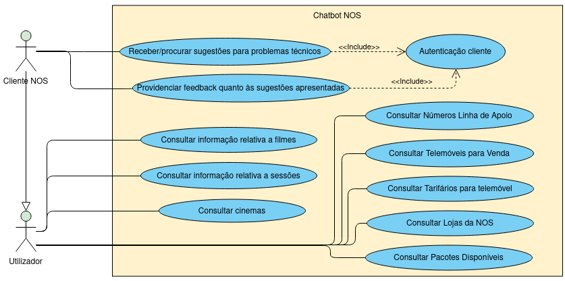 Chatbot NOS
Receber/procurar sugestões para problemas técnicos
<<Include>>
Autenticação cliente
Cliente NOS
Providenciar feedback quanto às sugestões apresentadas
<<Include>>
Consultar Números Linha de Apoio
Consultar informação relativa a filmes
Consultar Telemóveis para Venda
Consultar informação relativa a sessões
Consultar Tarifários para telemóvel
Consultar cinemas
Consultar Lojas da NOS
Utilizador
Consultar Pacotes Disponíveis